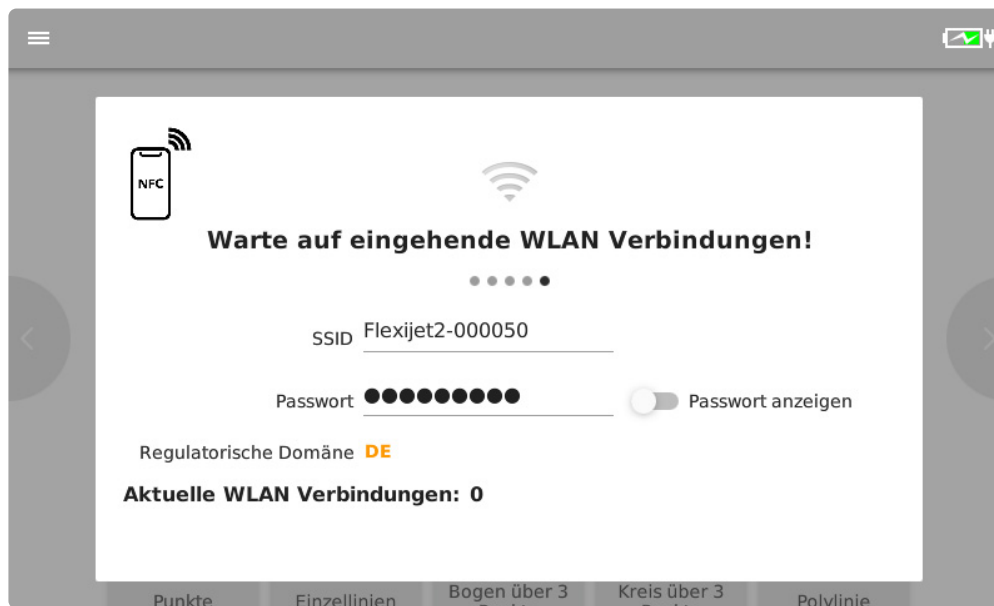 NFC
Warte auf eingehende WLAN Verbindungen!
SSID Flexijet2-000050
Passwort ●●●●●●●●● Passwort anzeigen
Regulatorische Domäne DE
Aktuelle WLAN Verbindungen: 0
Punkte Einzellinien Bogen über 3 Kreis über 3 Polylinie